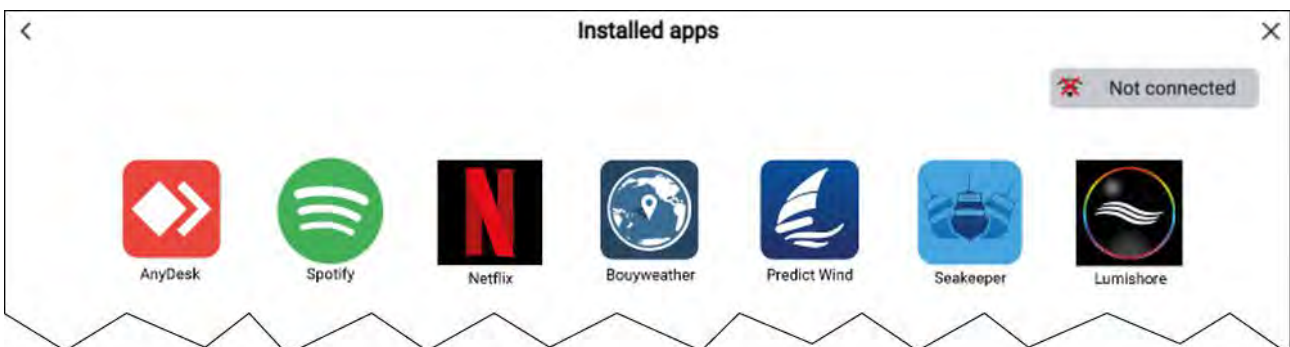 Installed apps
Not connected
N
AnyDesk
Spotify
Netflix
Bouyweather
Predict Wind
Seakeeper
Lumishore